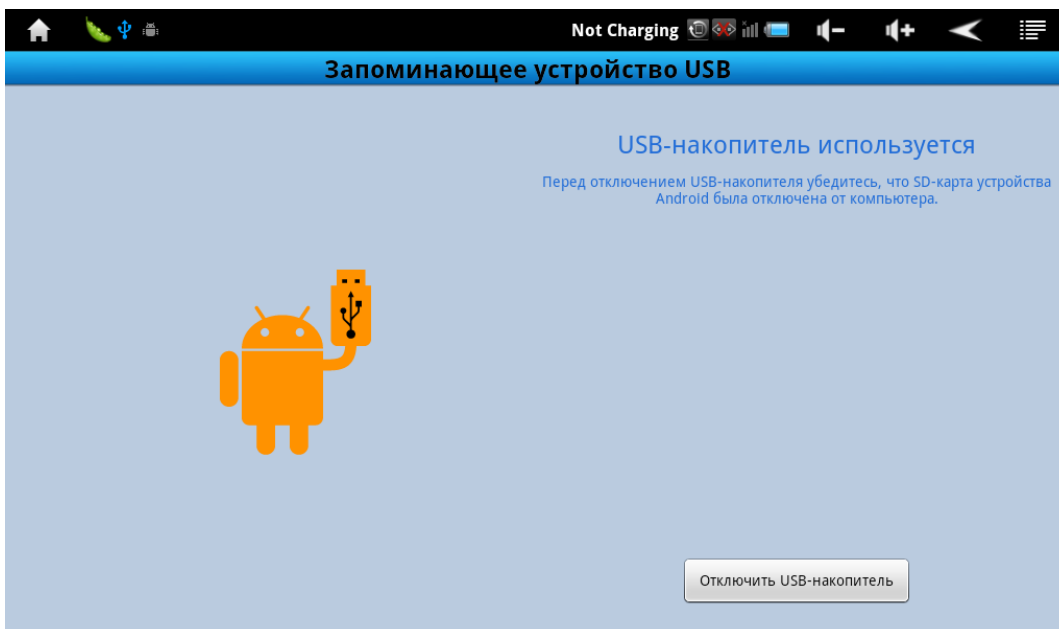 Not Charging
Запоминающее устройство USB
USB-накопитель используется
Перед отключением USB-накопителя убедитесь, что SD-карта устройства
Android была отключена от компьютера.
Отключить USB-накопитель